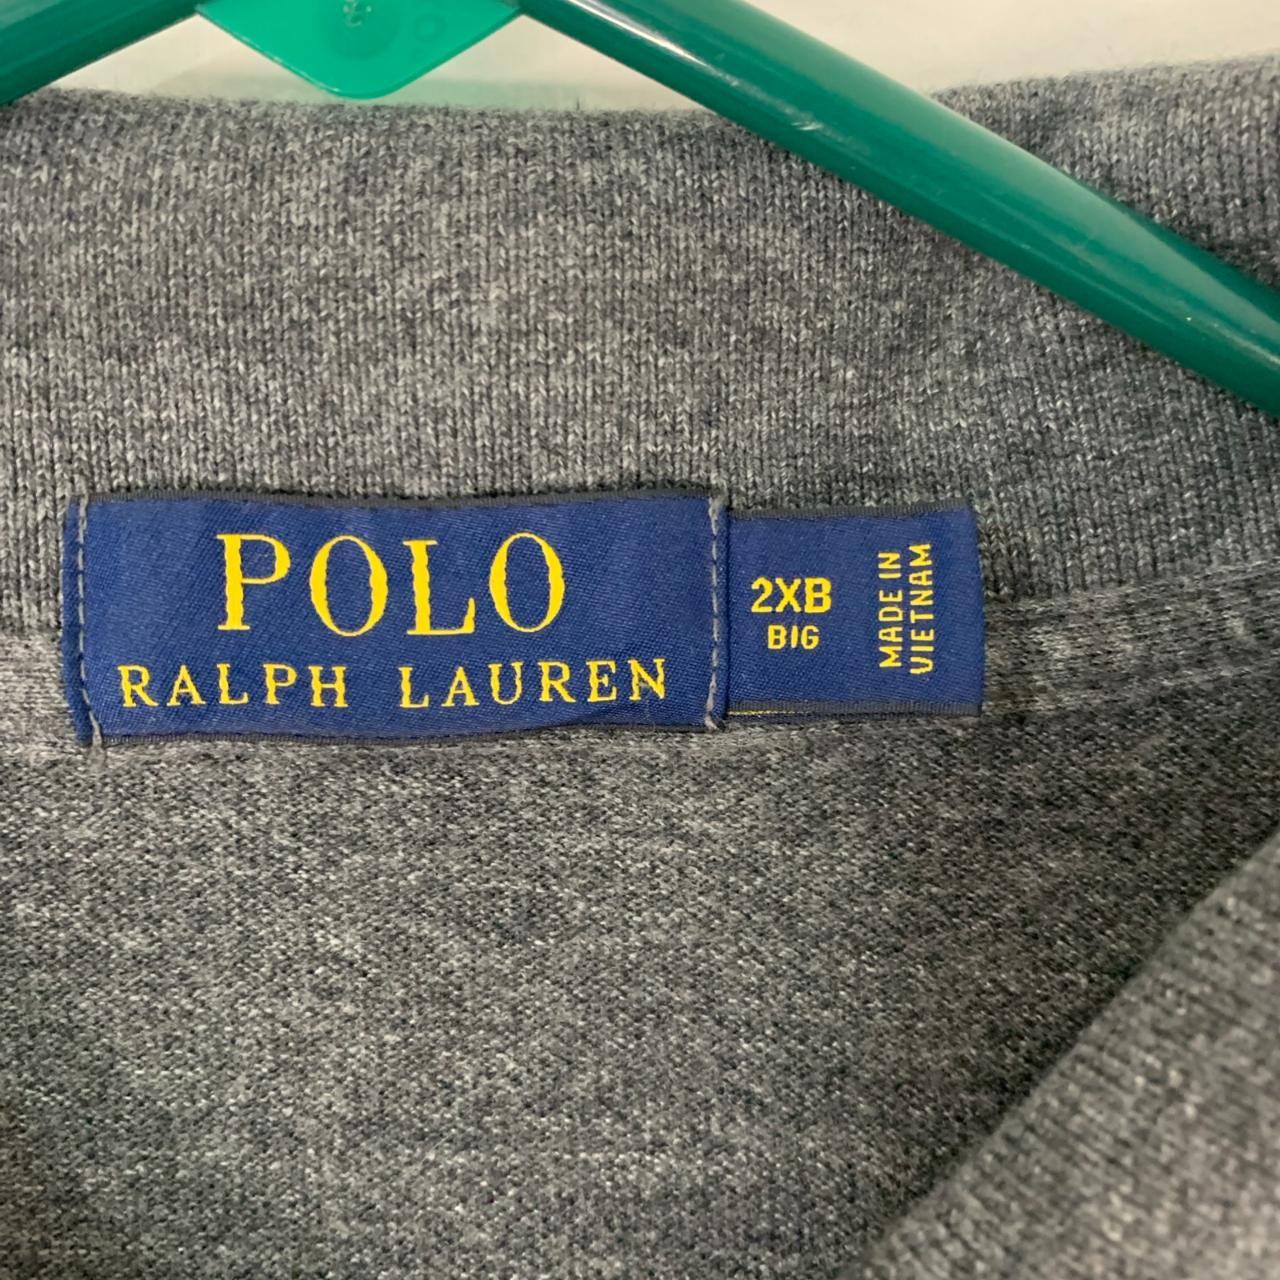 POLO
RALPH LAUREN
2XB
BIG
MADE IN
VIETNAM